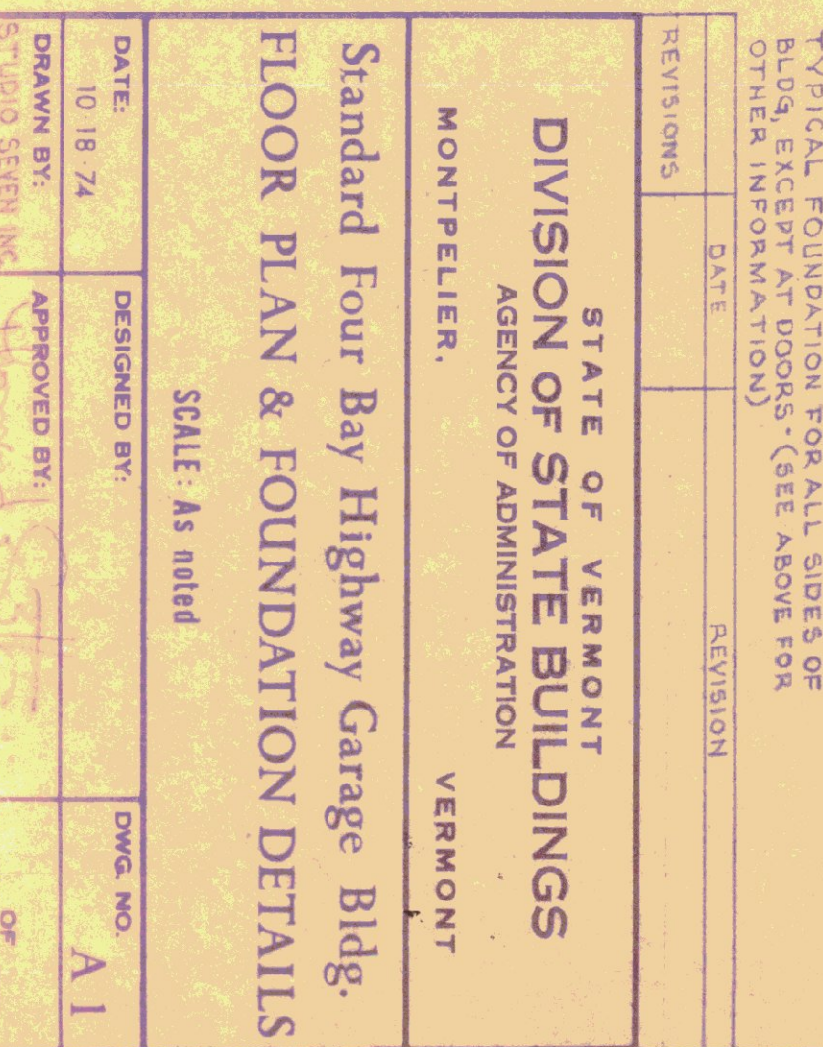 TYPICAL FOUNDATION FOR ALL SIDES OF
BLDG, EXCEPT AT DOORS - (SEE ABOVE FOR
OTHER INFORMATION)
REVISIONS
DATE
REVISION
STATE OF VERMONT
DIVISION OF STATE BUILDINGS
AGENCY OF ADMINISTRATION
MONTPELIER, VERMONT
Standard Four Bay Highway Garage Bldg.
FLOOR PLAN & FOUNDATION DETAILS
SCALE: As noted
DATE:
10·18·74
DESIGNED BY:
DWG. NO.
A 1
DRAWN BY:
STUDIO SEVEN INC
APPROVED BY:
OF